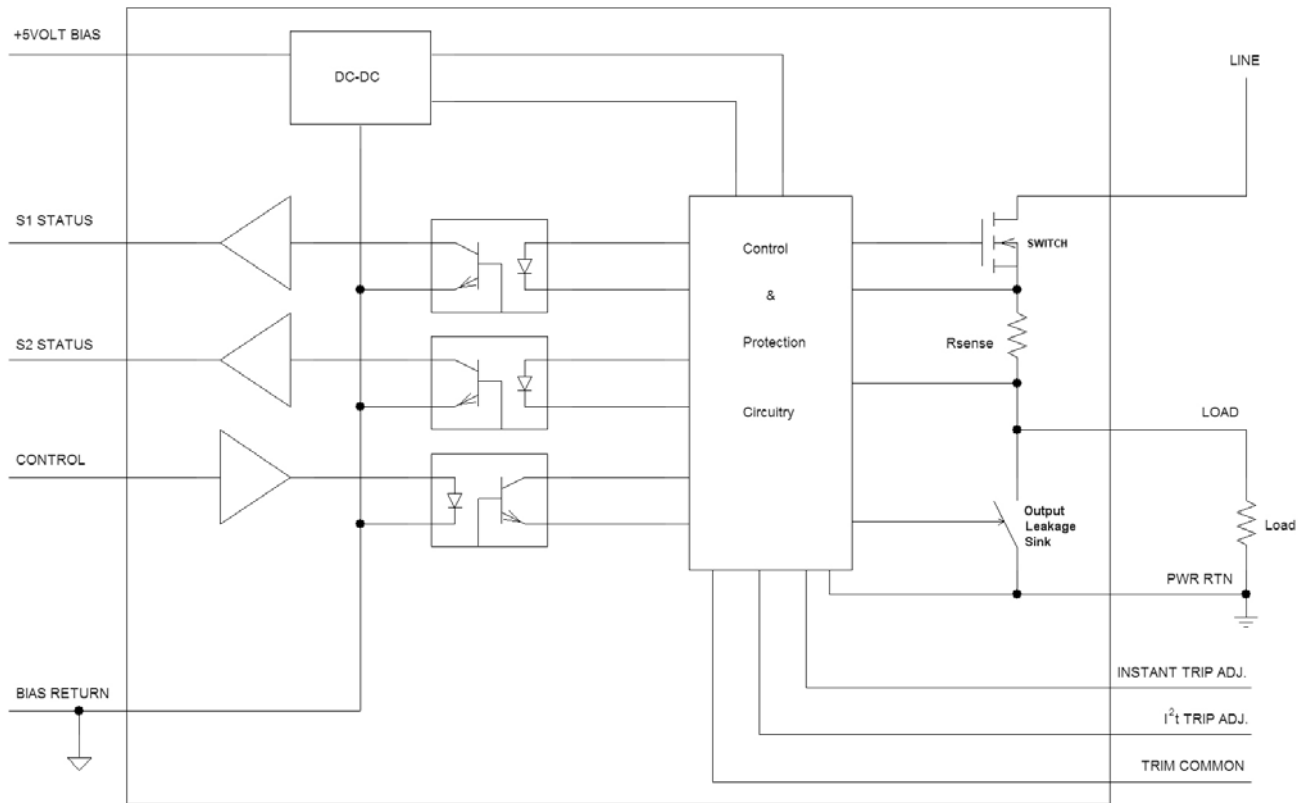 +5VOLT BIAS
DC-DC
LINE
S1 STATUS
Control
&
Protection
Circuitry
SWITCH
S2 STATUS
Rsense
LOAD
CONTROL
Output
Leakage
Sink
Load
PWR RTN
BIAS RETURN
INSTANT TRIP ADJ.
I²t TRIP ADJ.
TRIM COMMON